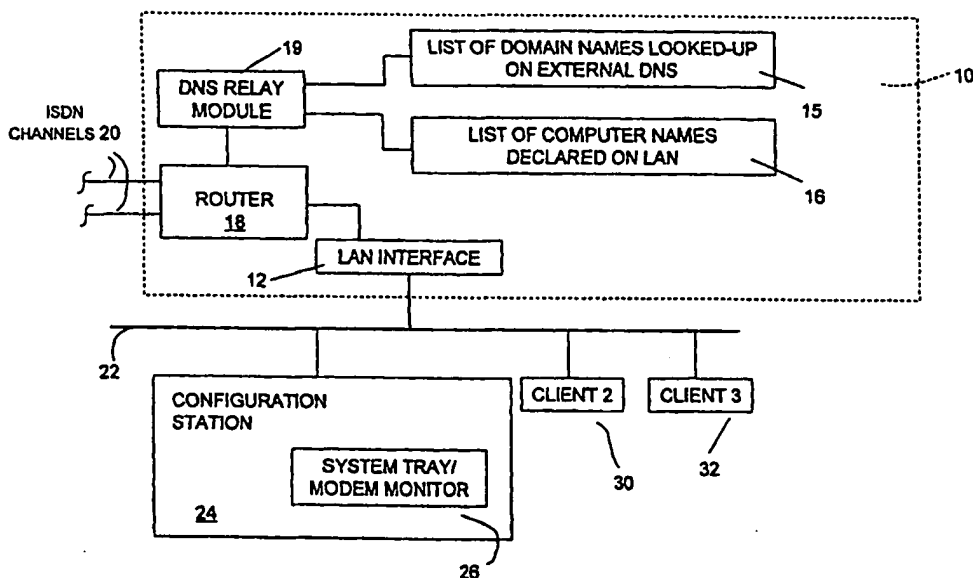 19
LIST OF DOMAIN NAMES LOOKED-UP
ON EXTERNAL DNS
DNS RELAY
MODULE
10
15
ISDN
CHANNELS 20
LIST OF COMPUTER NAMES
DECLARED ON LAN
ROUTER
18
16
LAN INTERFACE
12
22
CONFIGURATION
STATION
CLIENT 2
CLIENT 3
SYSTEM TRAY/
MODEM MONITOR
30
32
24
26